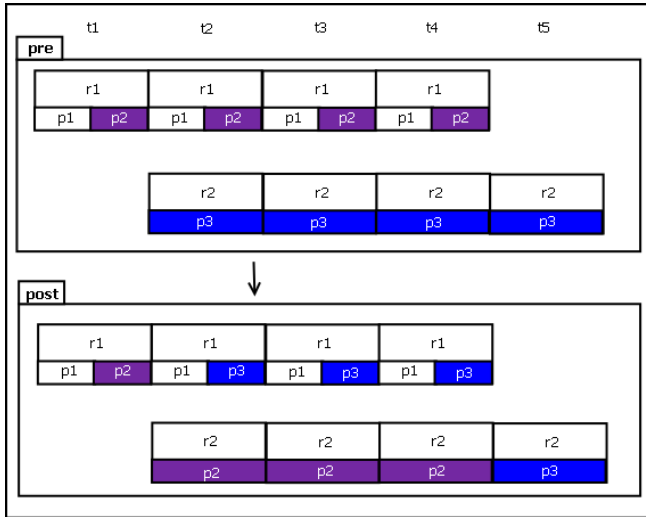 t1 t2 t3 t4 t5
pre
r1 r1 r1 r1
p1 p2 p1 p2 p1 p2 p1 p2
r2 r2 r2 r2
p3 p3 p3 p3
post
r1 r1 r1 r1
p1 p2 p1 p3 p1 p3 p1 p3
r2 r2 r2 r2
p2 p2 p2 p3